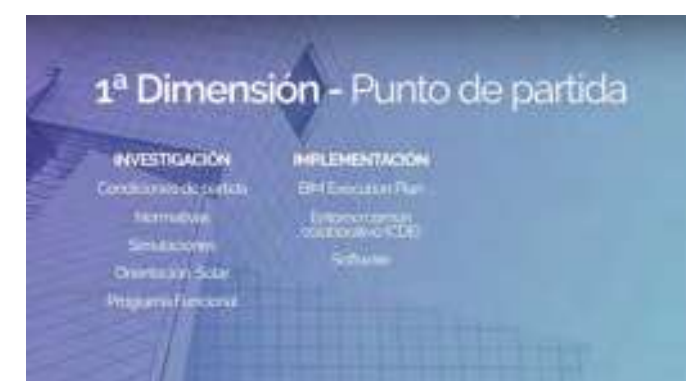 1ª Dimensión - Punto de partida
INVESTIGACIÓN
Condiciones de partida
Normativas
Simulaciones
Orientación Solar
Programa Funcional
IMPLEMENTACIÓN
BIM Execution Plan
Entorno común
colaborativo (CDE)
Software